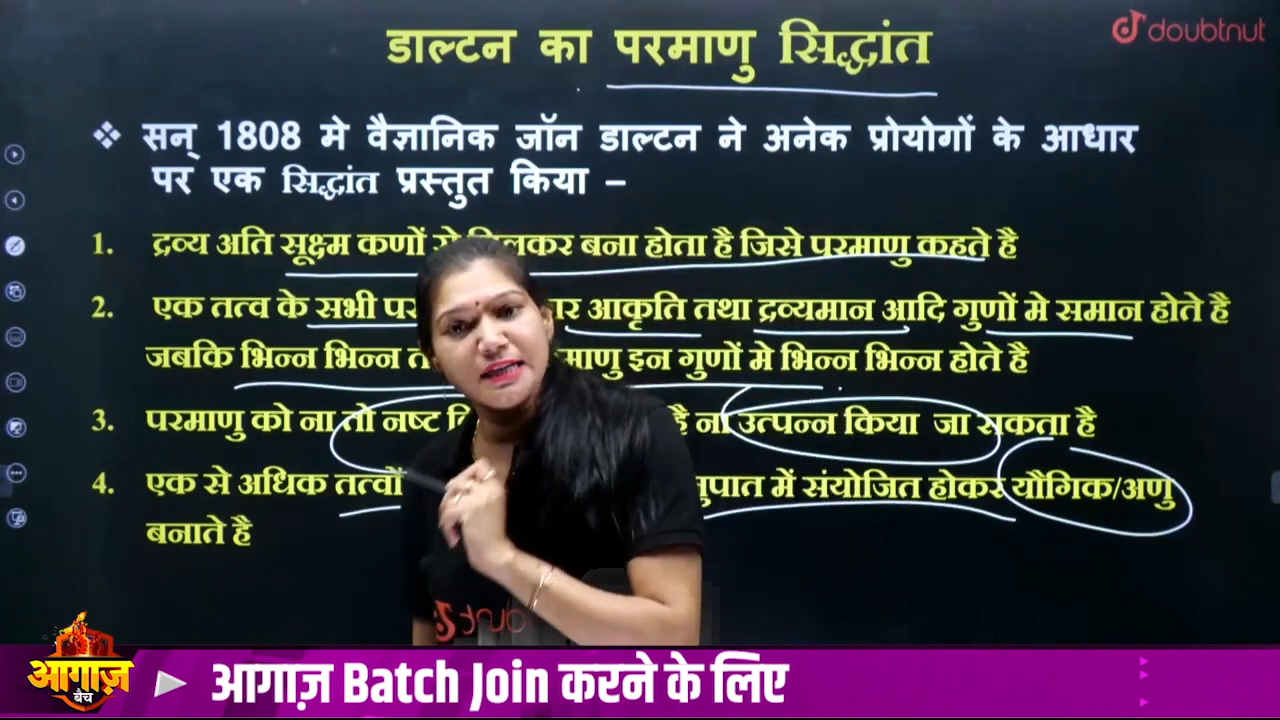 डाल्टन का परमाणु सिद्धांत
doubtnut
❖ सन् 1808 मे वैज्ञानिक जॉन डाल्टन ने अनेक प्रोयोगों के आधार
पर एक सिद्धांत प्रस्तुत किया –
1. द्रव्य अति सूक्ष्म कणों से मिलकर बना होता है जिसे परमाणु कहते है
2. एक तत्व के सभी आकृति तथा द्रव्यमान आदि गुणों मे समान होते है
जबकि भिन्न भिन्न इन गुणों मे भिन्न भिन्न होते है
3. परमाणु को ना तो नष्ट है ना उत्पन्न किया जा सकता है
4. एक से अधिक तत्वों में संयोजित होकर यौगिक/अणु
बनाते है
आगाज़
बैच
आगाज़ Batch Join करने के लिए